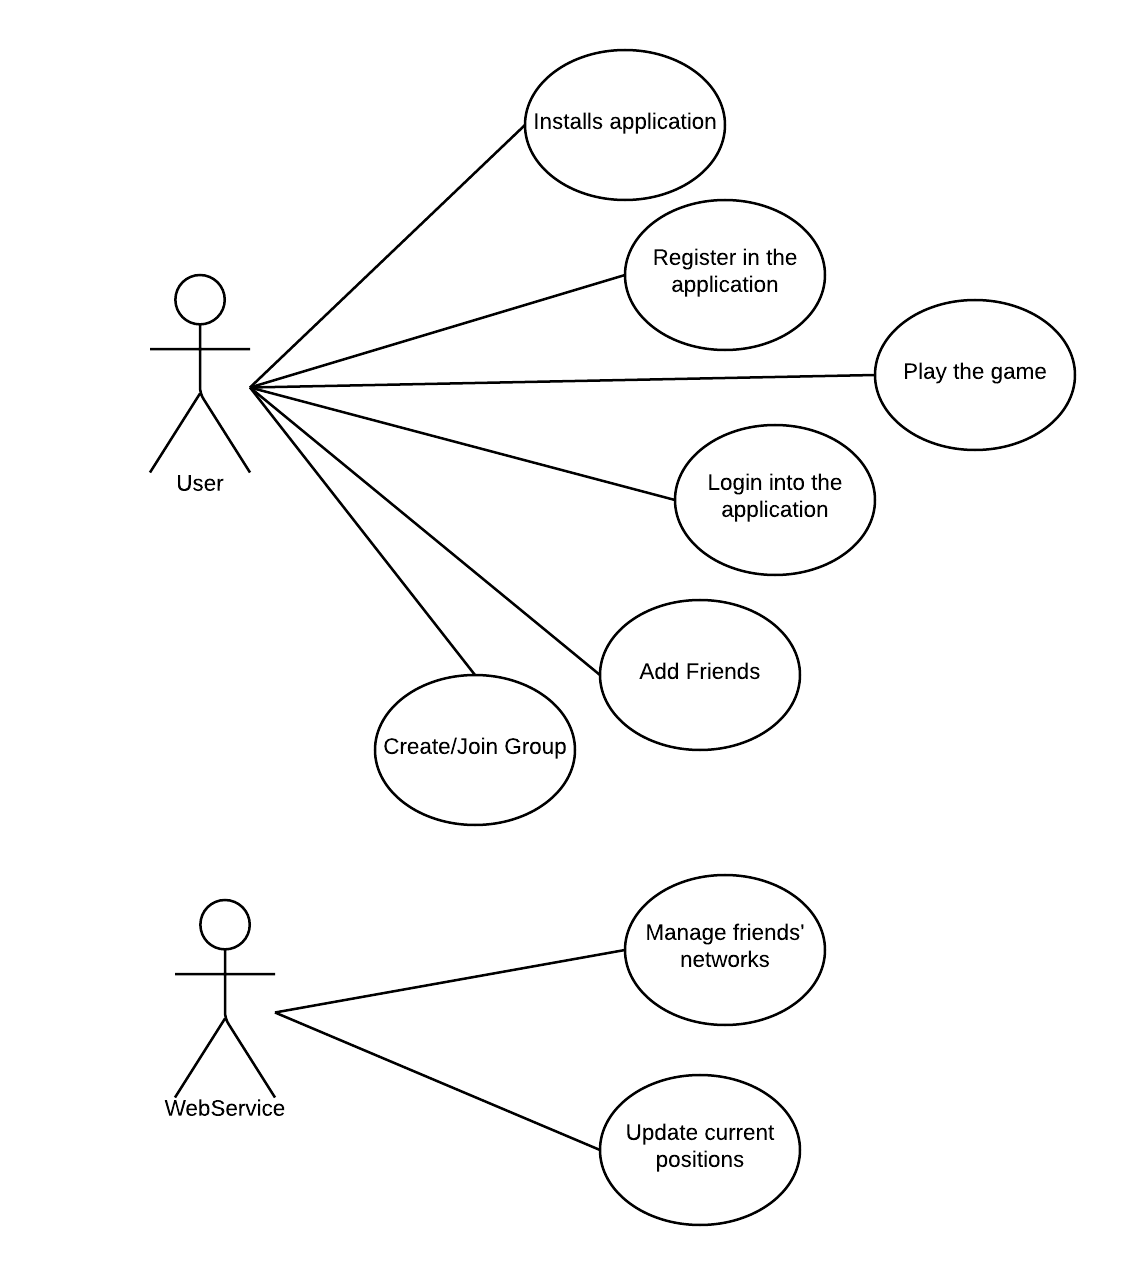 Installs application
Register in the
application
Play the game
User
Login into the
application
Add Friends
Create/Join Group
Manage friends'
networks
WebService
Update current
positions